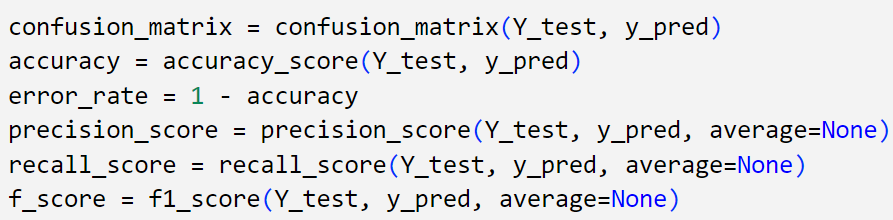 confusion_matrix = confusion_matrix(Y_test, y_pred)
accuracy = accuracy_score(Y_test, y_pred)
error_rate = 1 - accuracy
precision_score = precision_score(Y_test, y_pred, average=None)
recall_score = recall_score(Y_test, y_pred, average=None)
f_score = f1_score(Y_test, y_pred, average=None)